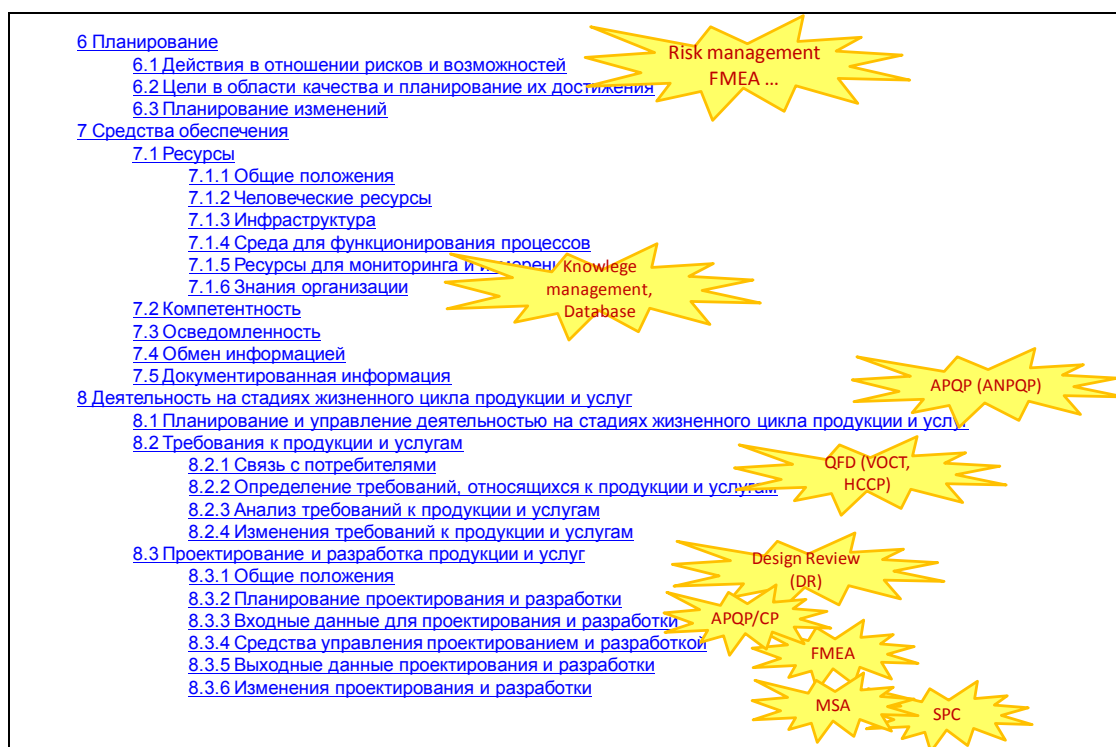 6 Планирование
Risk management
FMEA ...
6.1 Действия в отношении рисков и возможностей
6.2 Цели в области качества и планирование их достижения
6.3 Планирование изменений
7 Средства обеспечения
7.1 Ресурсы
7.1.1 Общие положения
7.1.2 Человеческие ресурсы
7.1.3 Инфраструктура
7.1.4 Среда для функционирования процессов
7.1.5 Ресурсы для мониторинга и
7.1.6 Знания организации
Knowlege
management,
Database
7.2 Компетентность
7.3 Осведомленность
7.4 Обмен информацией
7.5 Документированная информация
APQP (ANPQP)
8 Деятельность на стадиях жизненного цикла продукции и услуг
8.1 Планирование и управление деятельностью на стадиях жизненного цикла продукции и услуг
8.2 Требования к продукции и услугам
8.2.1 Связь с потребителями
QFD (VOCT,
HCCP)
8.2.2 Определение требований, относящихся к продукции и услугам
8.2.3 Анализ требований к продукции и услугам
8.2.4 Изменения требований к продукции и услугам
8.3 Проектирование и разработка продукции и услуг
Design Review
(DR)
8.3.1 Общие положения
8.3.2 Планирование проектирования и разработки
8.3.3 Входные данные для проектирования и разработки
APQP/CP
8.3.4 Средства управления проектированием и разработкой
FMEA
8.3.5 Выходные данные проектирования и разработки
8.3.6 Изменения проектирования и разработки
MSA
SPC